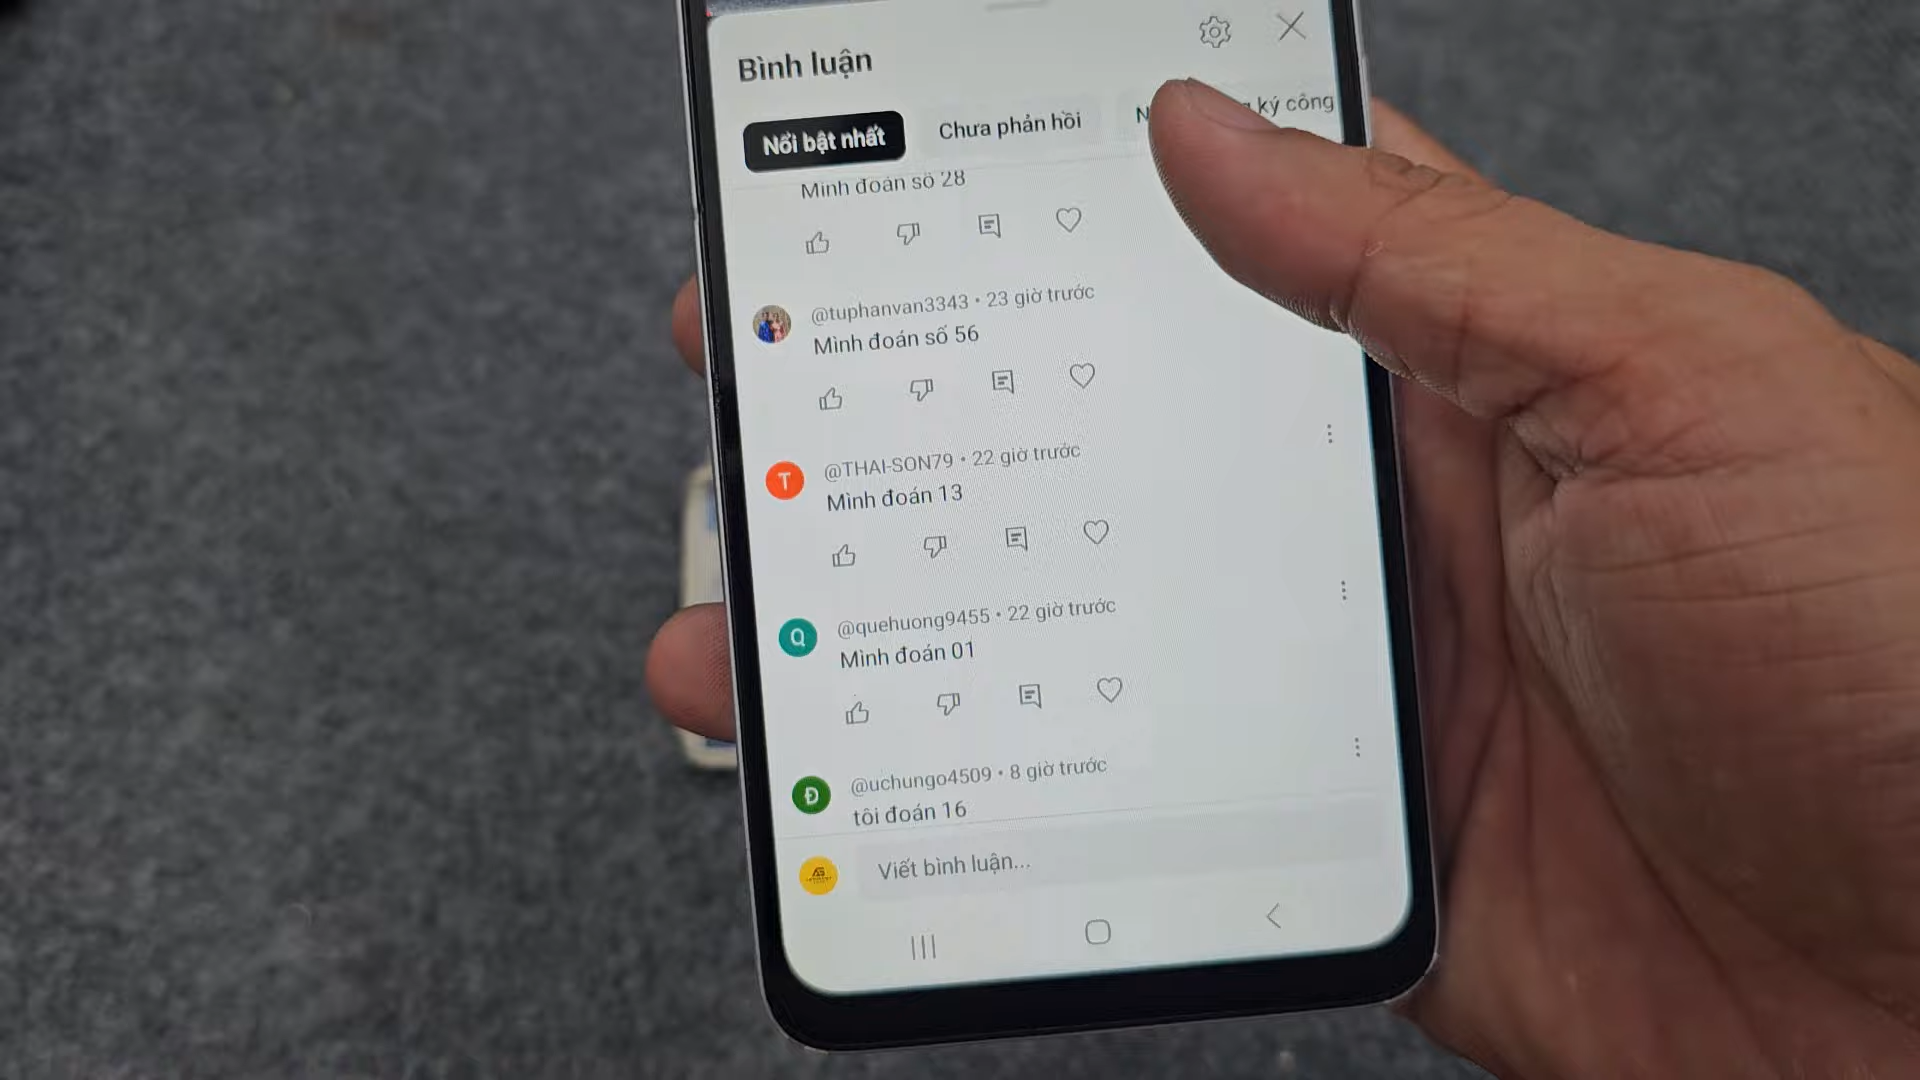 Bình luận
Nổi bật nhất
Chưa phản hồi
ký công
Mình đoán số 28
@tuphanvan3343 • 23 giờ trước
Mình đoán số 56
@THAI-SON79 • 22 giờ trước
T
Mình đoán 13
@quehuong9455 • 22 giờ trước
Q
Mình đoán 01
@uchungo4509 • 8 giờ trước
Đ
tôi đoán 16
Viết bình luận...